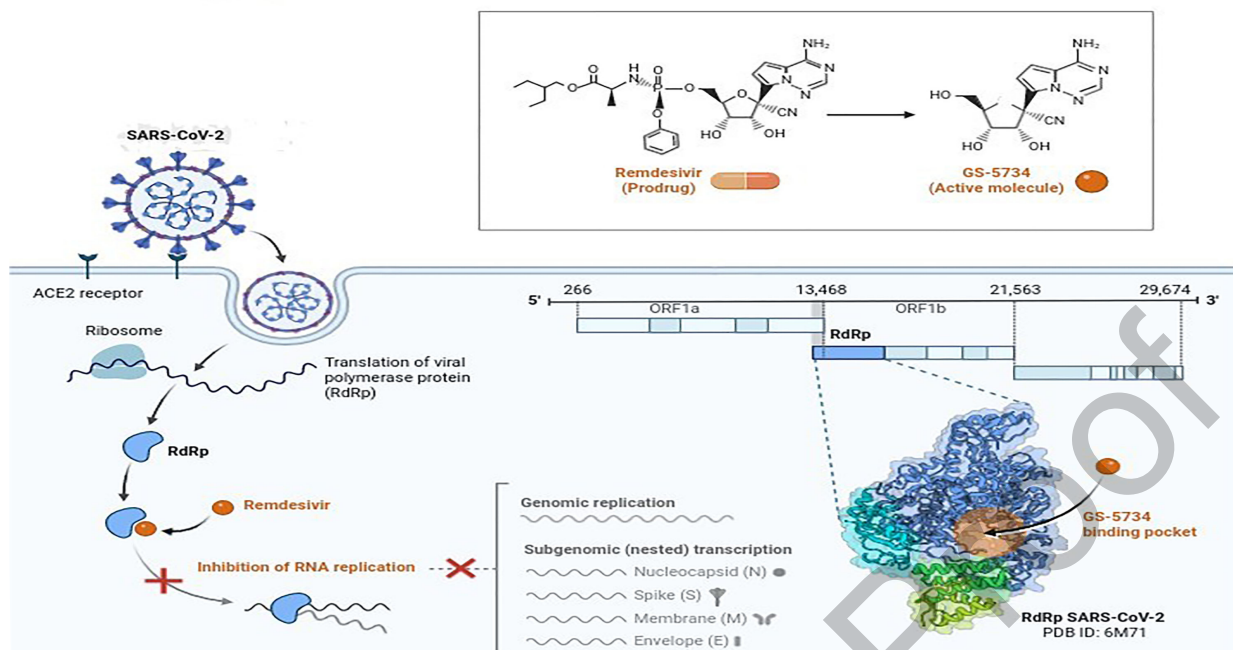 NH₂
N
N
N
O
H
N
O
P
O
O
O
O
CN
HO
OH
Remdesivir
(Prodrug)
NH₂
N
N
N
HO
CN
HO
OH
GS-5734
(Active molecule)
SARS-CoV-2
ACE2 receptor
Ribosome
Translation of viral
polymerase protein
(RdRp)
RdRp
Remdesivir
Inhibition of RNA replication
5' 266 13,468 21,563 29,674 3'
ORF1a ORF1b
RdRp
Genomic replication
Subgenomic (nested) transcription
Nucleocapsid (N)
Spike (S)
Membrane (M)
Envelope (E)
GS-5734
binding pocket
RdRp SARS-CoV-2
PDB ID: 6M71
Proof